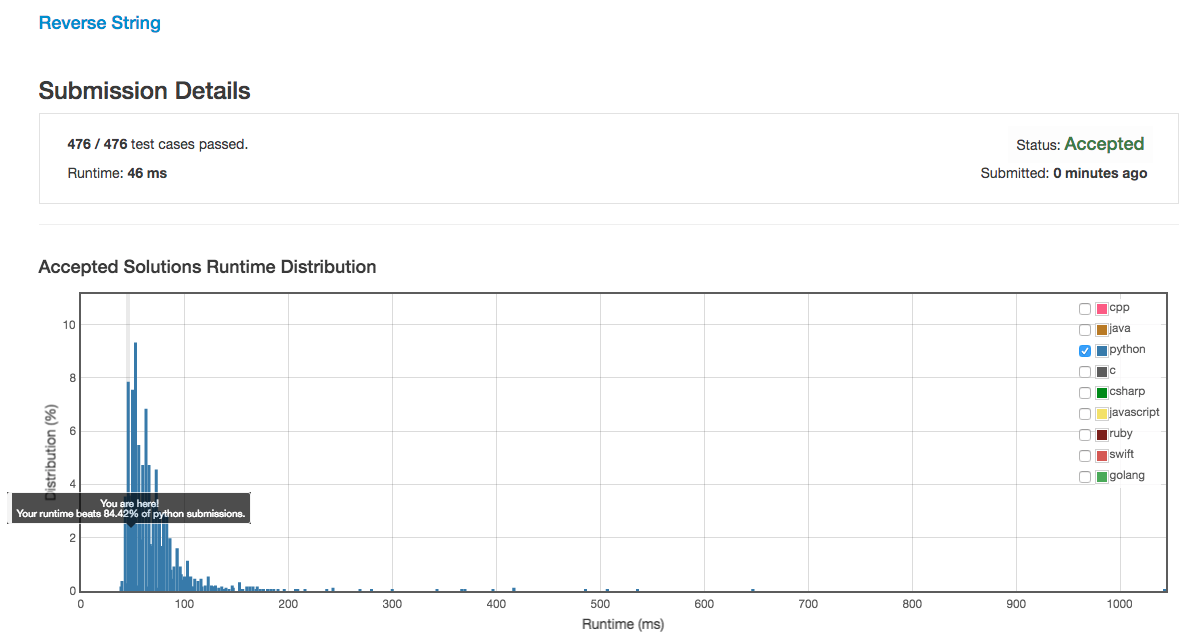 Reverse String
Submission Details
476 / 476 test cases passed.
Status: Accepted
Runtime: 46 ms
Submitted: 0 minutes ago
Accepted Solutions Runtime Distribution
Distribution (%)
10
8
6
4
2
0
You are here!
Your runtime beats 84.42% of python submissions.
cpp
java
python
c
csharp
javascript
ruby
swift
golang
0 100 200 300 400 500 600 700 800 900 1000
Runtime (ms)